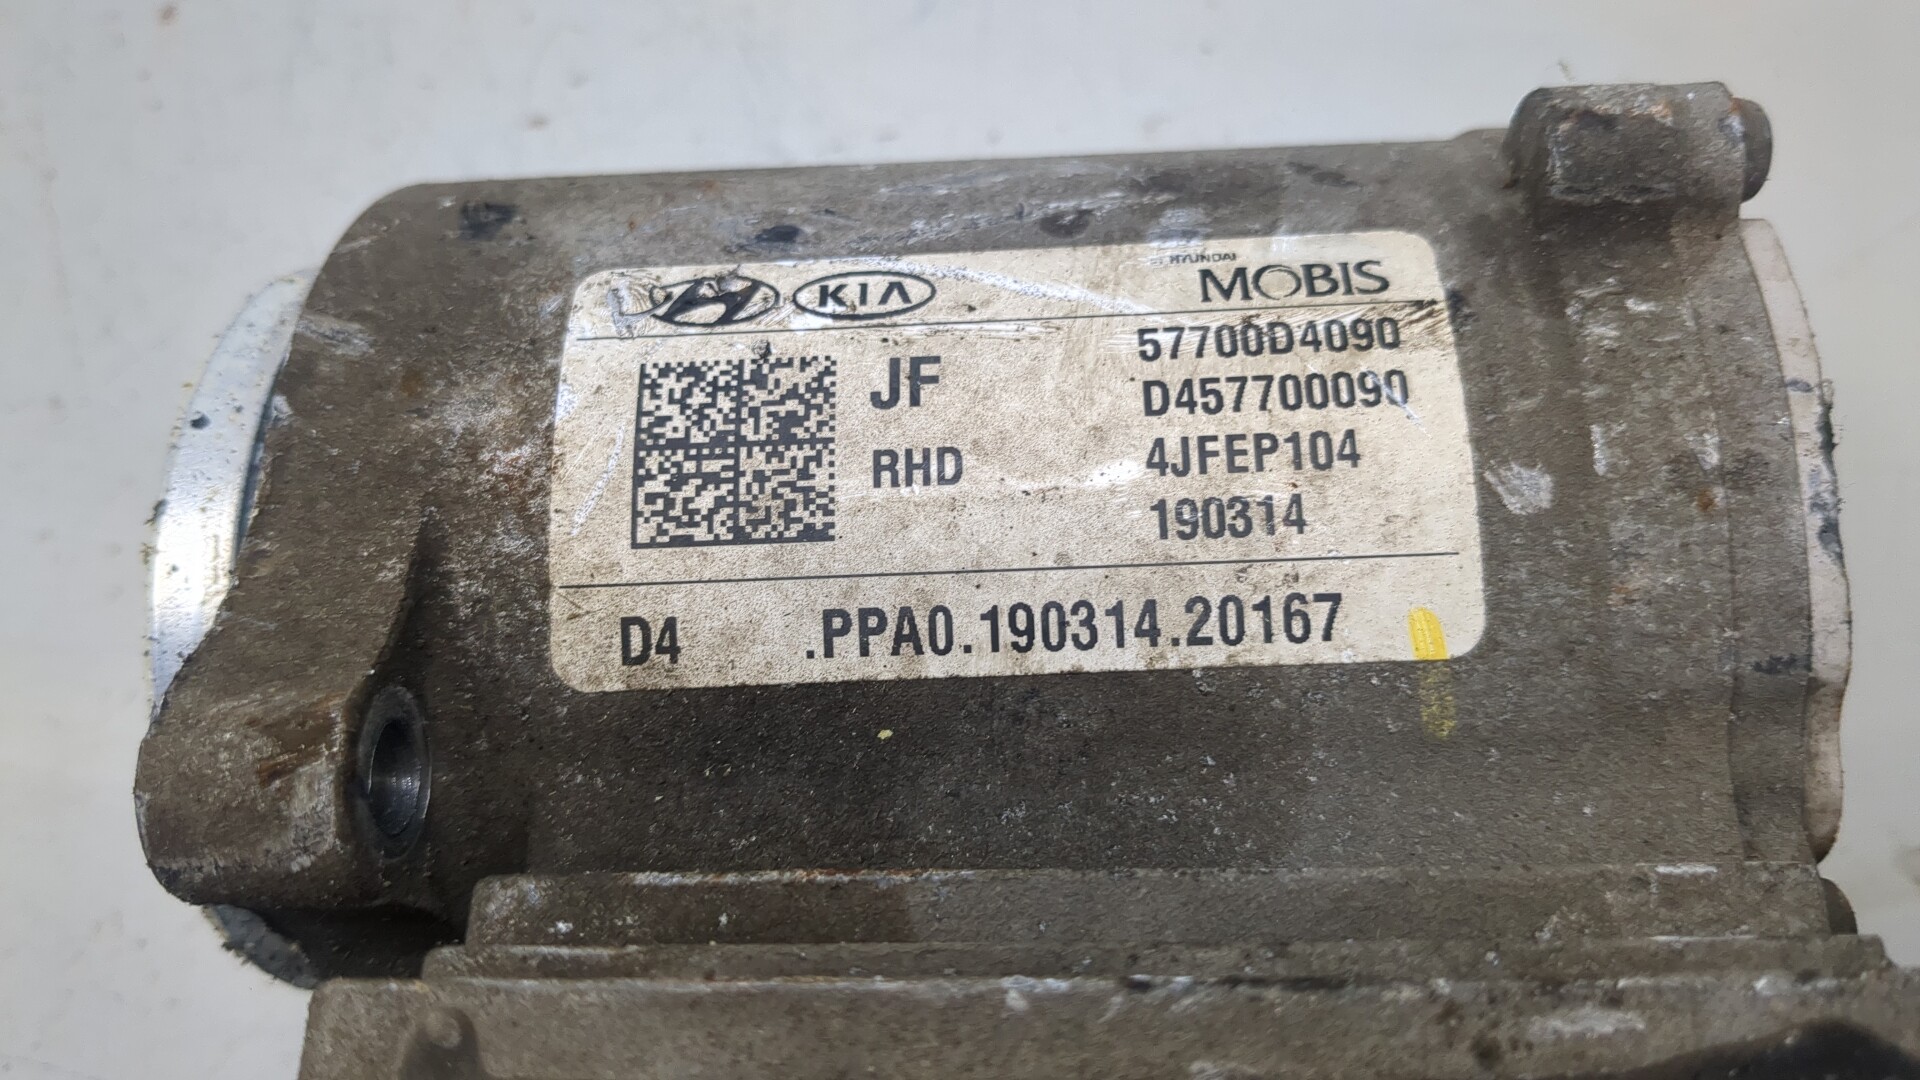 KIA
HYUNDAI
MOBIS
JF
57700D4090
D457700090
RHD
4JFEP104
190314
D4 .PPA0.190314.20167